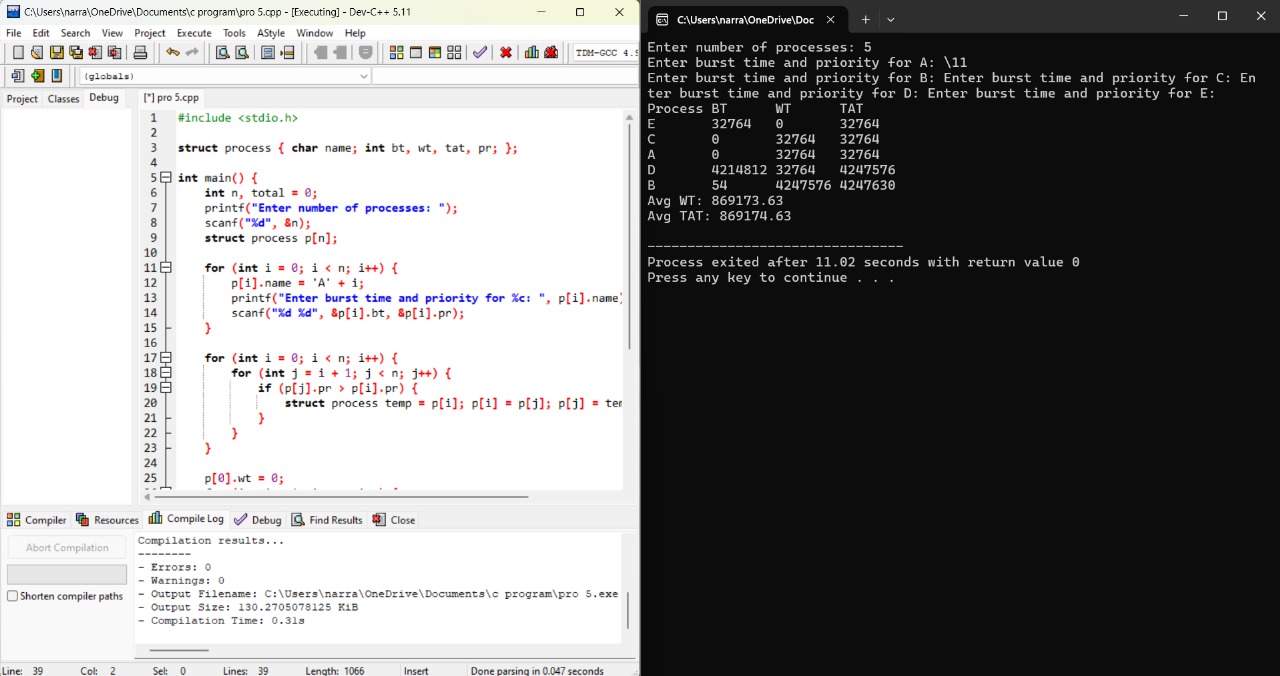 C:\Users\narra\OneDrive\Documents\c program\pro 5.cpp - [Executing] - Dev-C++ 5.11
File Edit Search View Project Execute Tools AStyle Window Help
TDM-GCC 4.9
(globals)
Project Classes Debug
[*] pro 5.cpp
1 #include <stdio.h>
2
3 struct process { char name; int bt, wt, tat, pr; };
4
5 int main() {
6 int n, total = 0;
7 printf("Enter number of processes: ");
8 scanf("%d", &n);
9 struct process p[n];
10
11 for (int i = 0; i < n; i++) {
12 p[i].name = 'A' + i;
13 printf("Enter burst time and priority for %c: ", p[i].name)
14 scanf("%d %d", &p[i].bt, &p[i].pr);
15 }
16
17 for (int i = 0; i < n; i++) {
18 for (int j = i + 1; j < n; j++) {
19 if (p[j].pr > p[i].pr) {
20 struct process temp = p[i]; p[i] = p[j]; p[j] = tem
21 }
22 }
23 }
24
25 p[0].wt = 0;
Compiler Resources Compile Log Debug Find Results Close
Abort Compilation
Shorten compiler paths
Compilation results...
--------
- Errors: 0
- Warnings: 0
- Output Filename: C:\Users\narra\OneDrive\Documents\c program\pro 5.exe
- Output Size: 130.2705078125 KiB
- Compilation Time: 0.31s
Line: 39 Col: 2 Sel: 0 Lines: 39 Length: 1066 Insert Done parsing in 0.047 seconds
C:\Users\narra\OneDrive\Doc
Enter number of processes: 5
Enter burst time and priority for A: \11
Enter burst time and priority for B: Enter burst time and priority for C: En
ter burst time and priority for D: Enter burst time and priority for E:
Process BT WT TAT
E 32764 0 32764
C 0 32764 32764
A 0 32764 32764
D 4214812 32764 4247576
B 54 4247576 4247630
Avg WT: 869173.63
Avg TAT: 869174.63
--------------------------------
Process exited after 11.02 seconds with return value 0
Press any key to continue . . .